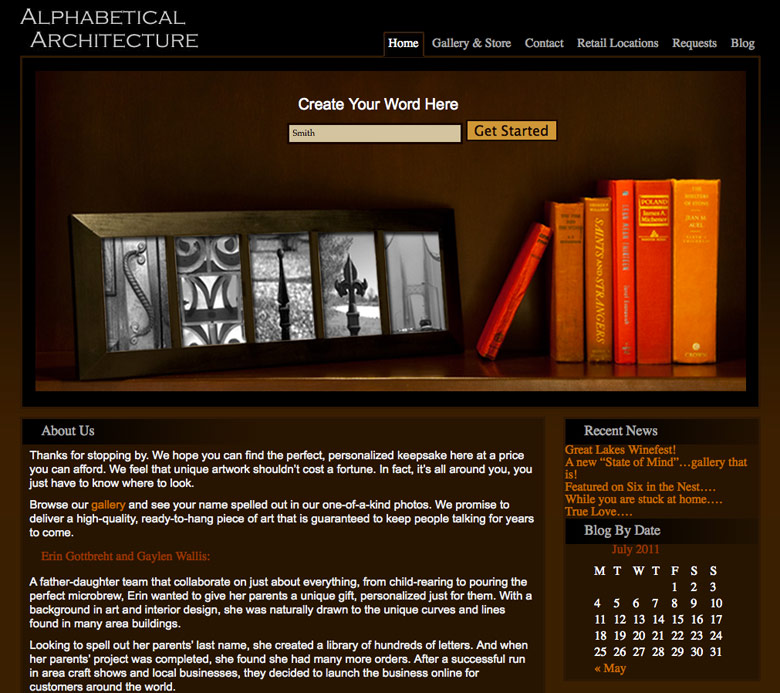 ALPHABETICAL
ARCHITECTURE
Home Gallery & Store Contact Retail Locations Requests Blog
Create Your Word Here
Smith Get Started
SAINTS AND STRANGERS
POLAND
James A.
Michener
JEAN M.
AUEL
CROWN
About Us
Thanks for stopping by. We hope you can find the perfect, personalized keepsake here at a price
you can afford. We feel that unique artwork shouldn't cost a fortune. In fact, it's all around you, you
just have to know where to look.
Browse our gallery and see your name spelled out in our one-of-a-kind photos. We promise to
deliver a high-quality, ready-to-hang piece of art that is guaranteed to keep people talking for years
to come.
Erin Gottbreht and Gaylen Wallis:
A father-daughter team that collaborate on just about everything, from child-rearing to pouring the
perfect microbrew, Erin wanted to give her parents a unique gift, personalized just for them. With a
background in art and interior design, she was naturally drawn to the unique curves and lines
found in many area buildings.
Looking to spell out her parents' last name, she created a library of hundreds of letters. And when
her parents' project was completed, she found she had many more orders. After a successful run
in area craft shows and local businesses, they decided to launch the business online for
customers around the world.
Recent News
Great Lakes Winefest!
A new “State of Mind”…gallery that
is!
Featured on Six in the Nest….
While you are stuck at home….
True Love….
Blog By Date
July 2011
M T W T F S S
1 2 3
4 5 6 7 8 9 10
11 12 13 14 15 16 17
18 19 20 21 22 23 24
25 26 27 28 29 30 31
« May